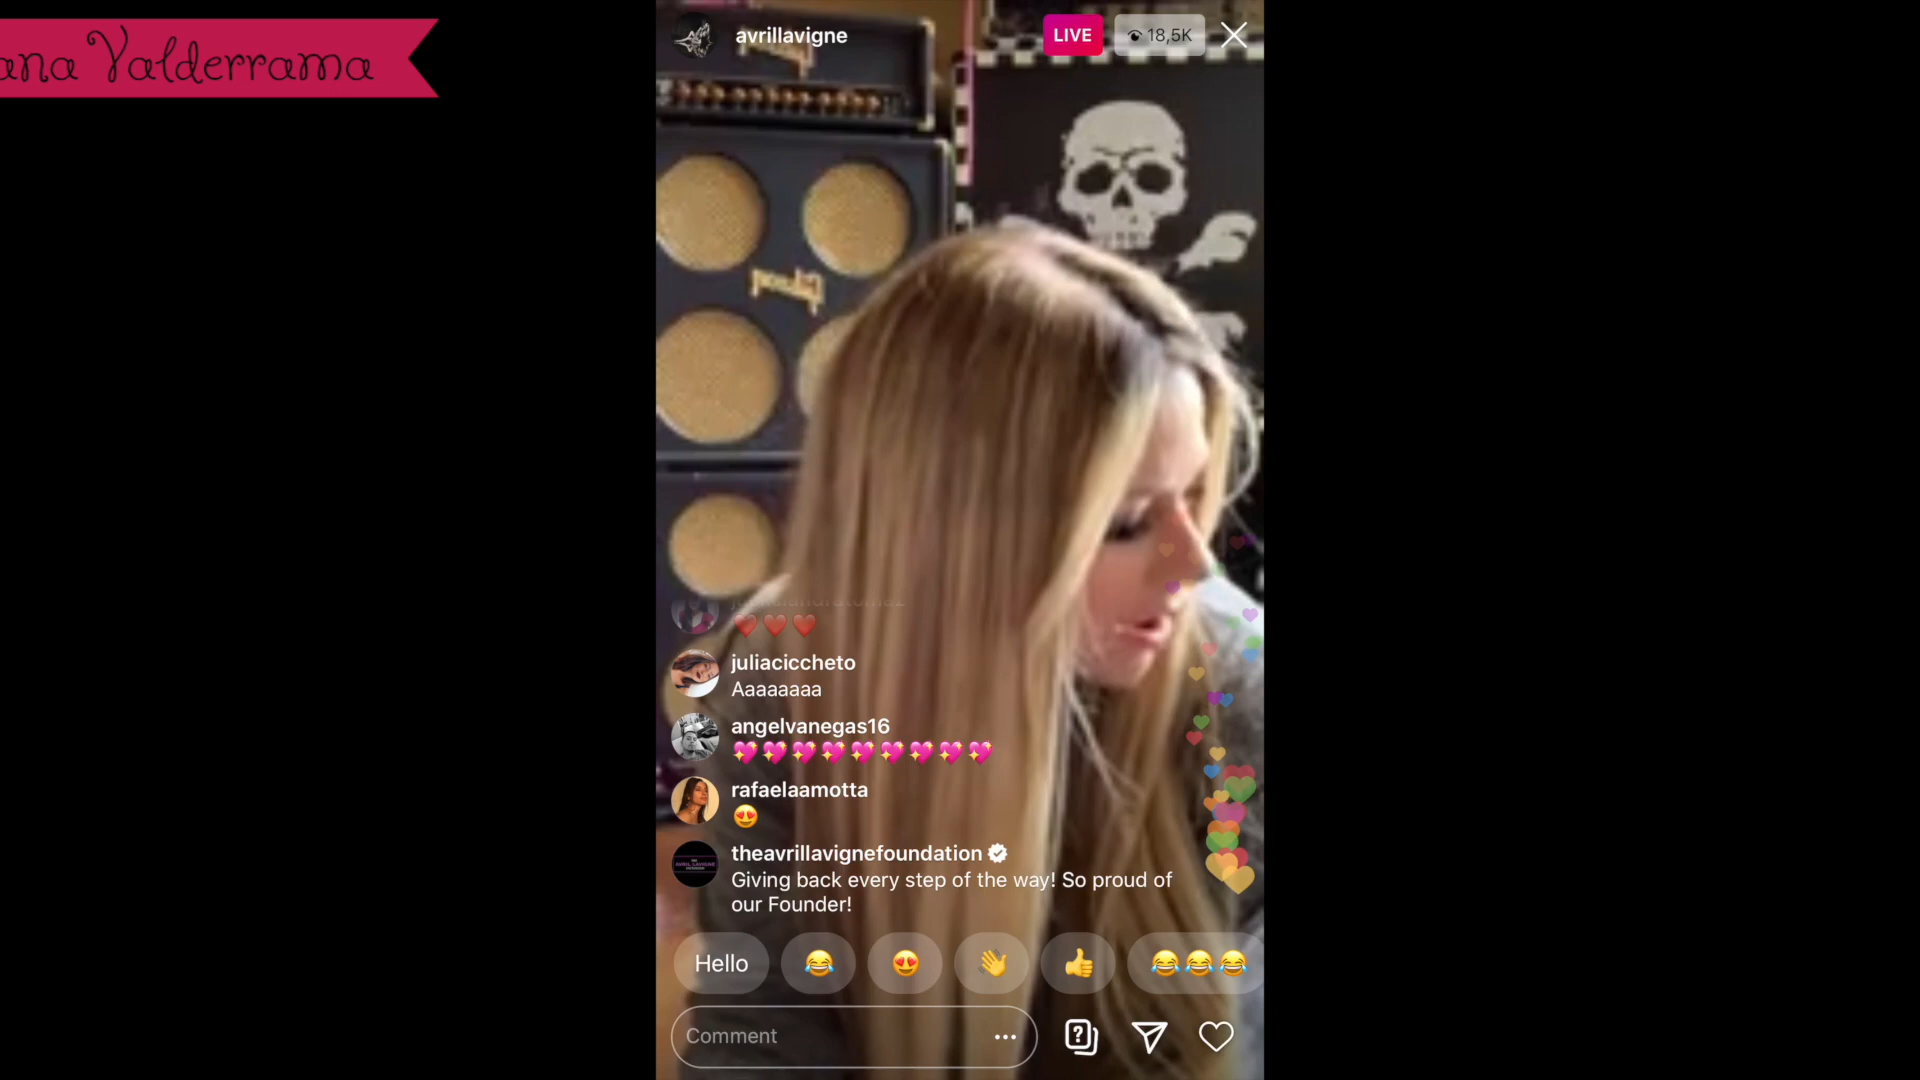 ana Valderrama
avrillavigne
LIVE
18,5K
juliaciccheto
Aaaaaaaa
angelvanegas16
rafaelaamotta
theavrillavignefoundation
Giving back every step of the way! So proud of
our Founder!
Hello
Comment